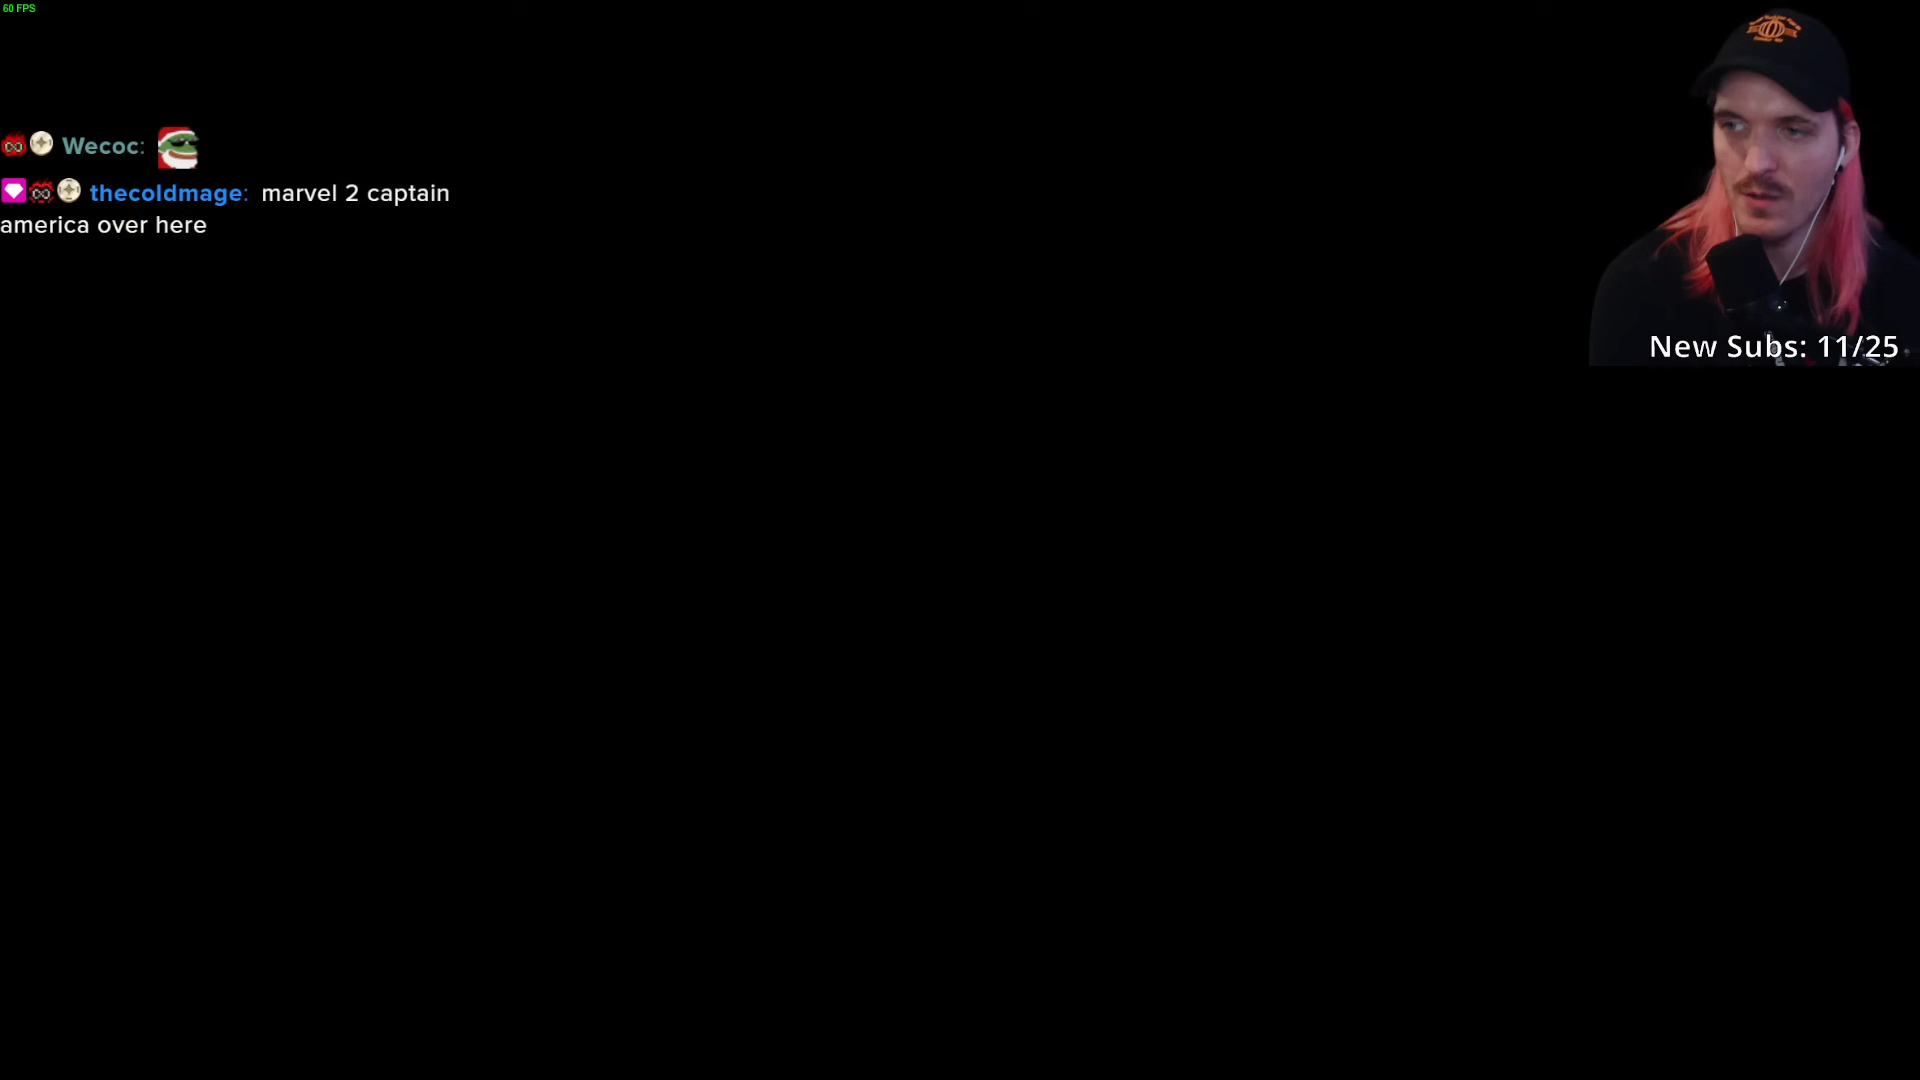 60 FPS
Wecoc:
thecoldmage: marvel 2 captain
america over here
New Subs: 11/25